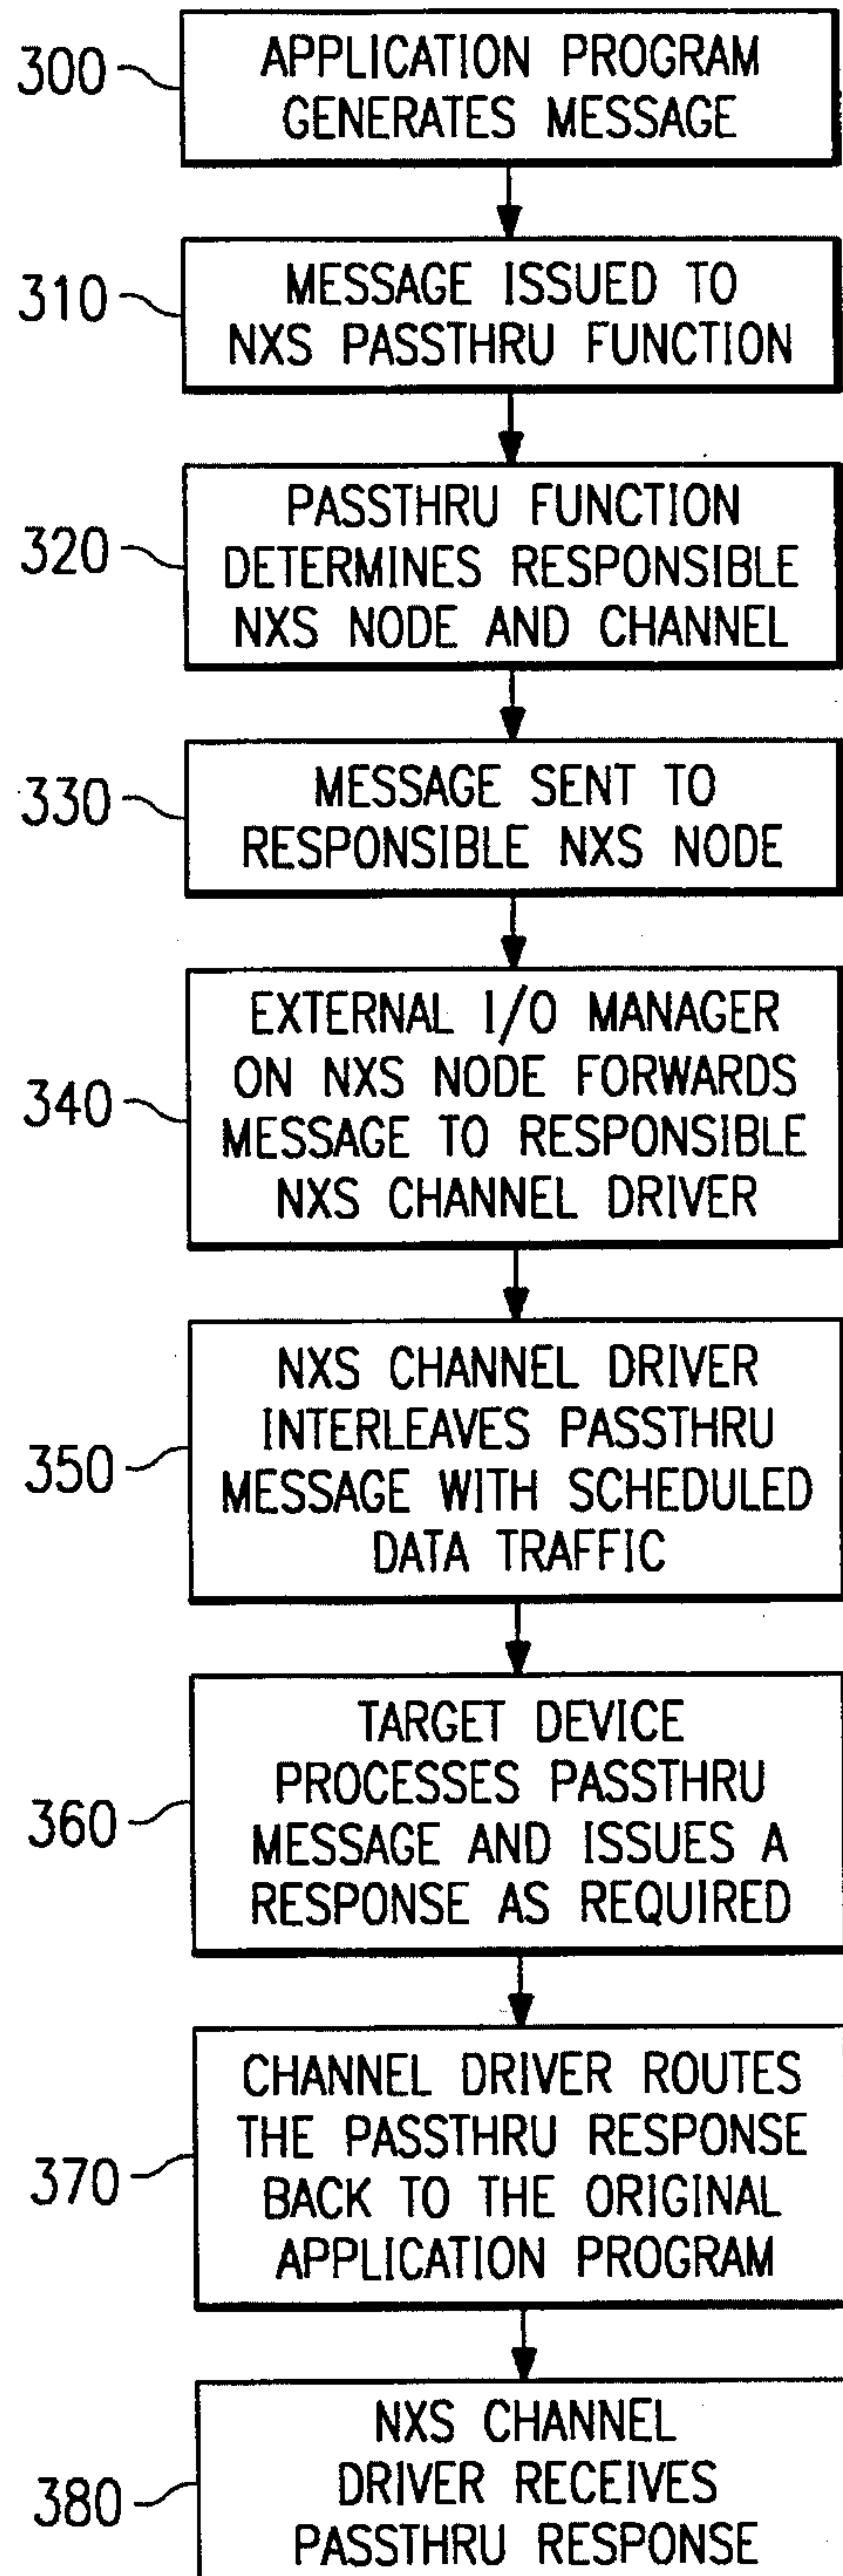 300
APPLICATION PROGRAM
GENERATES MESSAGE
310
MESSAGE ISSUED TO
NXS PASSTHRU FUNCTION
320
PASSTHRU FUNCTION
DETERMINES RESPONSIBLE
NXS NODE AND CHANNEL
330
MESSAGE SENT TO
RESPONSIBLE NXS NODE
340
EXTERNAL I/O MANAGER
ON NXS NODE FORWARDS
MESSAGE TO RESPONSIBLE
NXS CHANNEL DRIVER
350
NXS CHANNEL DRIVER
INTERLEAVES PASSTHRU
MESSAGE WITH SCHEDULED
DATA TRAFFIC
360
TARGET DEVICE
PROCESSES PASSTHRU
MESSAGE AND ISSUES A
RESPONSE AS REQUIRED
370
CHANNEL DRIVER ROUTES
THE PASSTHRU RESPONSE
BACK TO THE ORIGINAL
APPLICATION PROGRAM
380
NXS CHANNEL
DRIVER RECEIVES
PASSTHRU RESPONSE